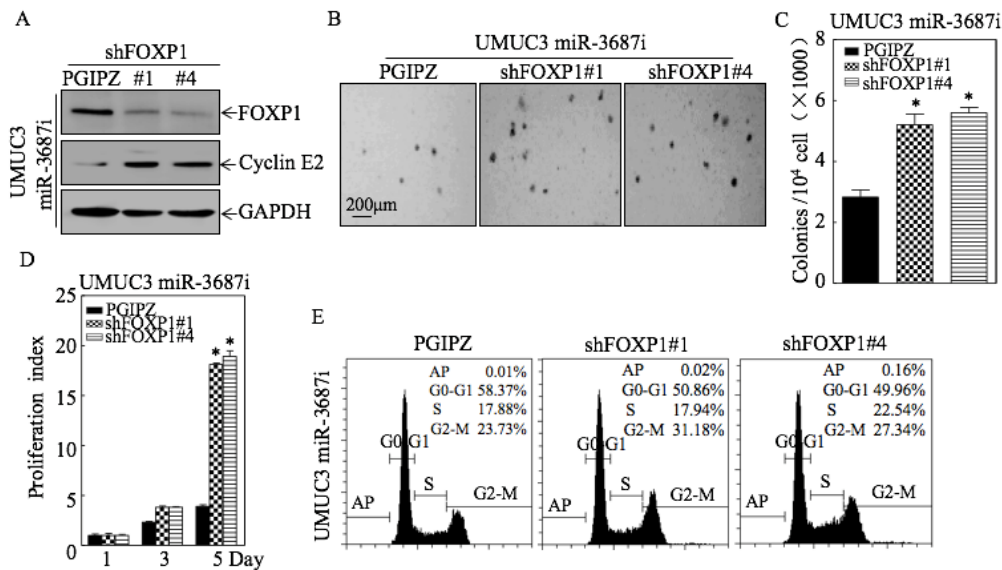 A
shFOXP1
PGIPZ #1 #4
UMUC3
miR-3687i
FOXP1
Cyclin E2
GAPDH
B
UMUC3 miR-3687i
PGIPZ shFOXP1#1 shFOXP1#4
200μm
C
UMUC3 miR-3687i
PGIPZ
shFOXP1#1
shFOXP1#4
Colonics /10⁴ cell (×1000)
8
6
4
2
0
* *
D
UMUC3 miR-3687i
PGIPZ
shFOXP1#1
shFOXP1#4
Proliferation index
25
20
15
10
5
0
* *
1 3 5 Day
E
UMUC3 miR-3687i
PGIPZ
AP 0.01%
G0-G1 58.37%
S 17.88%
G2-M 23.73%
G0-G1
S
AP
G2-M
shFOXP1#1
AP 0.02%
G0-G1 50.86%
S 17.94%
G2-M 31.18%
G0-G1
S
AP
G2-M
shFOXP1#4
AP 0.16%
G0-G1 49.96%
S 22.54%
G2-M 27.34%
G0-G1
S
AP
G2-M